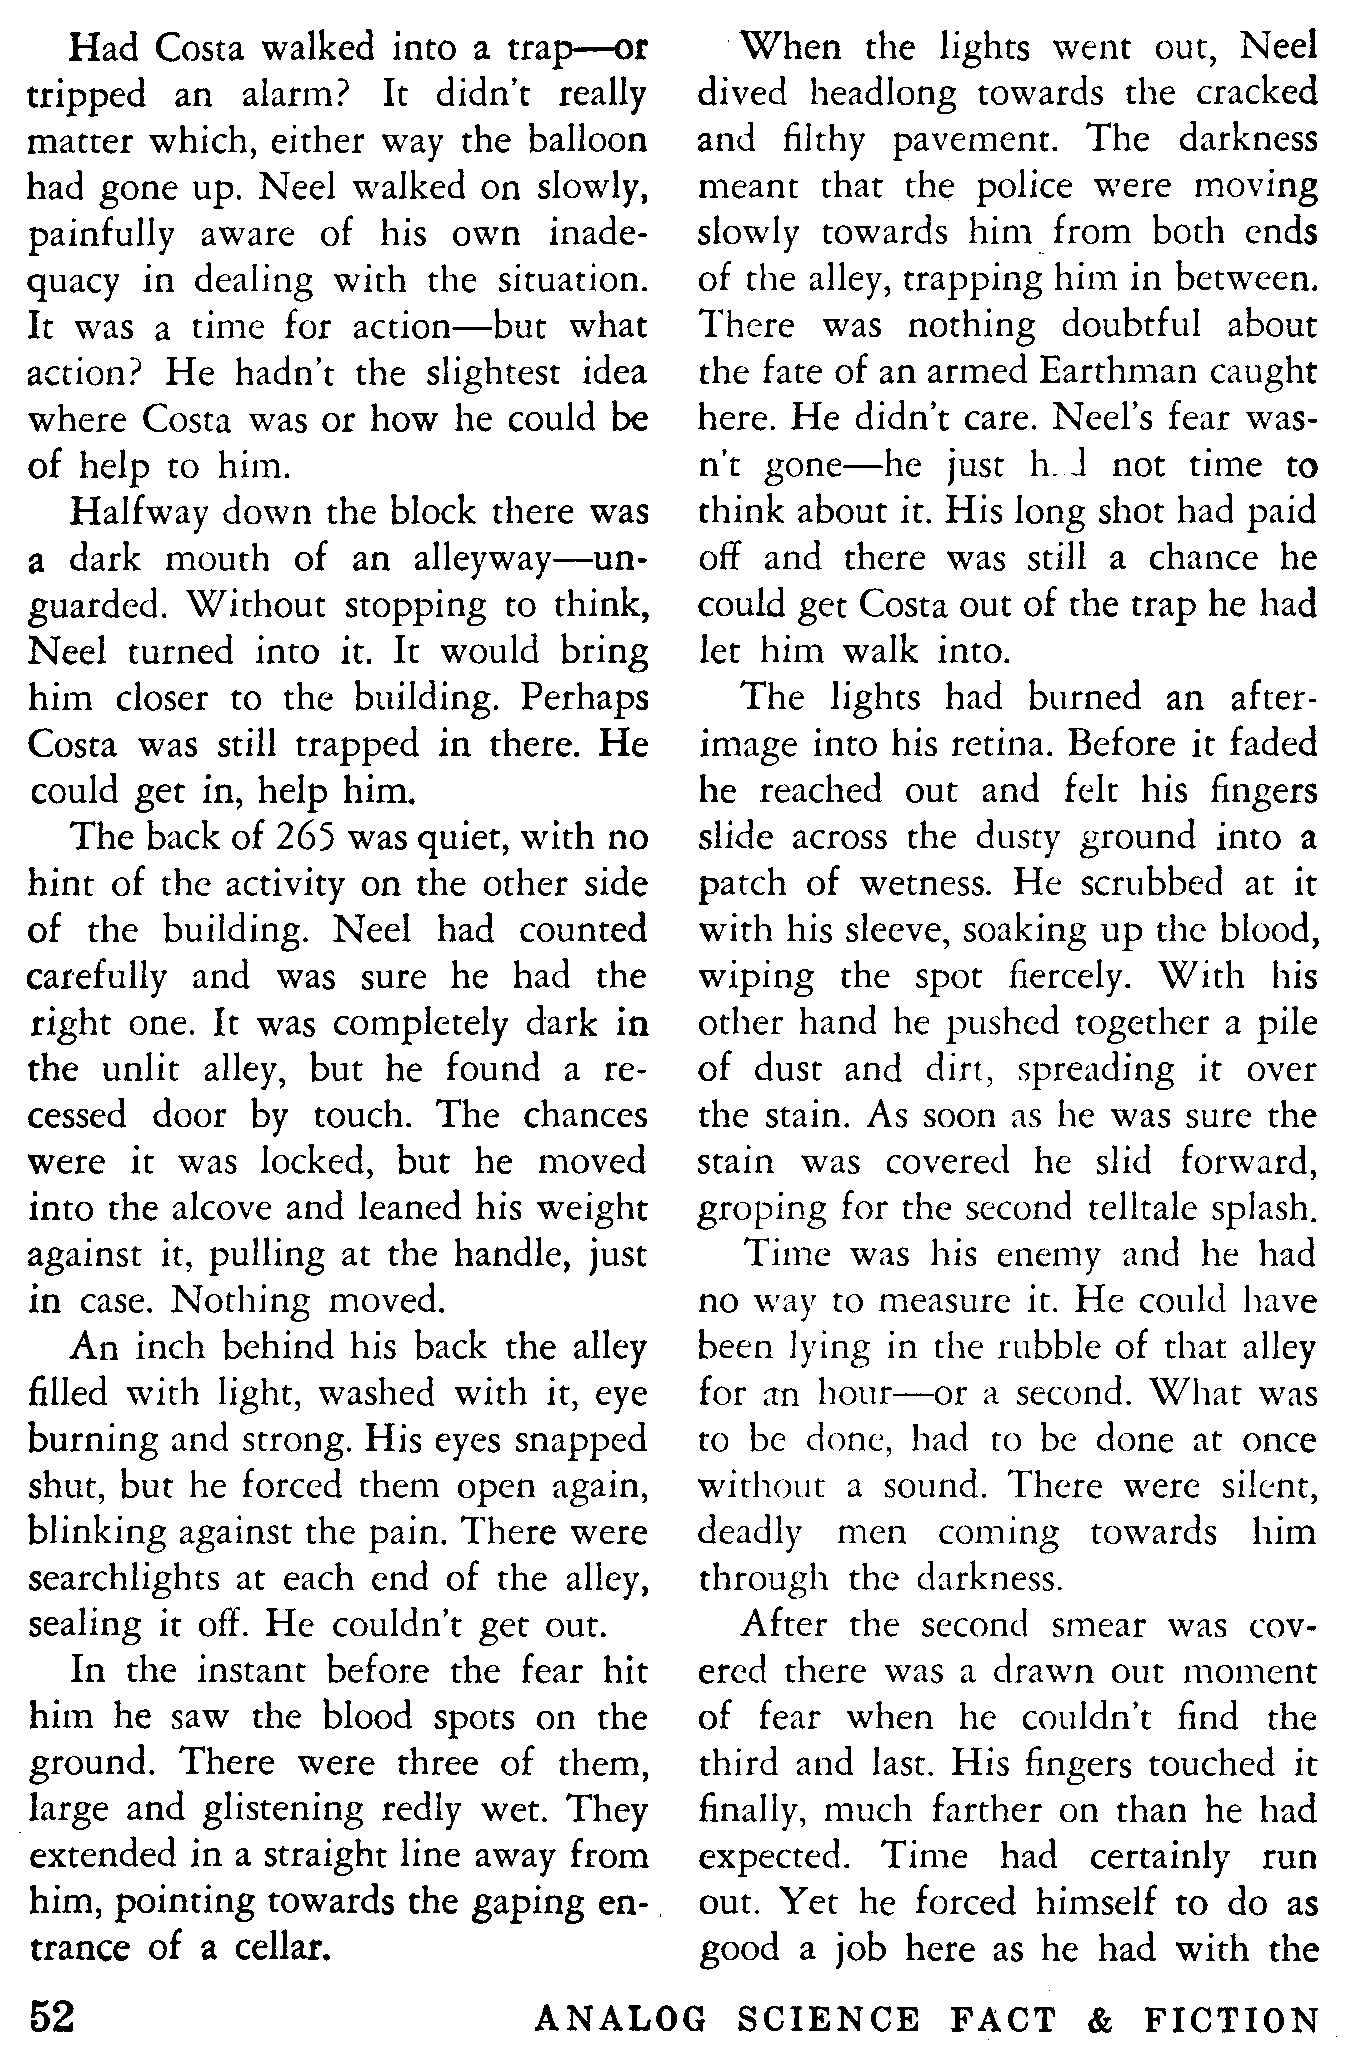 Had Costa walked into a trap—or
tripped an alarm? It didn't really
matter which, either way the balloon
had gone up. Neel walked on slowly,
painfully aware of his own inade-
quacy in dealing with the situation.
It was a time for action—but what
action? He hadn't the slightest idea
where Costa was or how he could be
of help to him.
Halfway down the block there was
a dark mouth of an alleyway—un-
guarded. Without stopping to think,
Neel turned into it. It would bring
him closer to the building. Perhaps
Costa was still trapped in there. He
could get in, help him.
The back of 265 was quiet, with no
hint of the activity on the other side
of the building. Neel had counted
carefully and was sure he had the
right one. It was completely dark in
the unlit alley, but he found a re-
cessed door by touch. The chances
were it was locked, but he moved
into the alcove and leaned his weight
against it, pulling at the handle, just
in case. Nothing moved.
An inch behind his back the alley
filled with light, washed with it, eye
burning and strong. His eyes snapped
shut, but he forced them open again,
blinking against the pain. There were
searchlights at each end of the alley,
sealing it off. He couldn't get out.
In the instant before the fear hit
him he saw the blood spots on the
ground. There were three of them,
large and glistening redly wet. They
extended in a straight line away from
him, pointing towards the gaping en-
trance of a cellar.
When the lights went out, Neel
dived headlong towards the cracked
and filthy pavement. The darkness
meant that the police were moving
slowly towards him from both ends
of the alley, trapping him in between.
There was nothing doubtful about
the fate of an armed Earthman caught
here. He didn't care. Neel's fear was-
n't gone—he just not time to
think about it. His long shot had paid
off and there was still a chance he
could get Costa out of the trap he had
let him walk into.
The lights had burned an after-
image into his retina. Before it faded
he reached out and felt his fingers
slide across the dusty ground into a
patch of wetness. He scrubbed at it
with his sleeve, soaking up the blood,
wiping the spot fiercely. With his
other hand he pushed together a pile
of dust and dirt, spreading it over
the stain. As soon as he was sure the
stain was covered he slid forward,
groping for the second telltale splash.
Time was his enemy and he had
no way to measure it. He could have
been lying in the rubble of that alley
for an hour—or a second. What was
to be done, had to be done at once
without a sound. There were silent,
deadly men coming towards him
through the darkness.
After the second smear was cov-
ered there was a drawn out moment
of fear when he couldn't find the
third and last. His fingers touched it
finally, much farther on than he had
expected. Time had certainly run
out. Yet he forced himself to do as
good a job here as he had with the
52
ANALOG SCIENCE FACT & FICTION